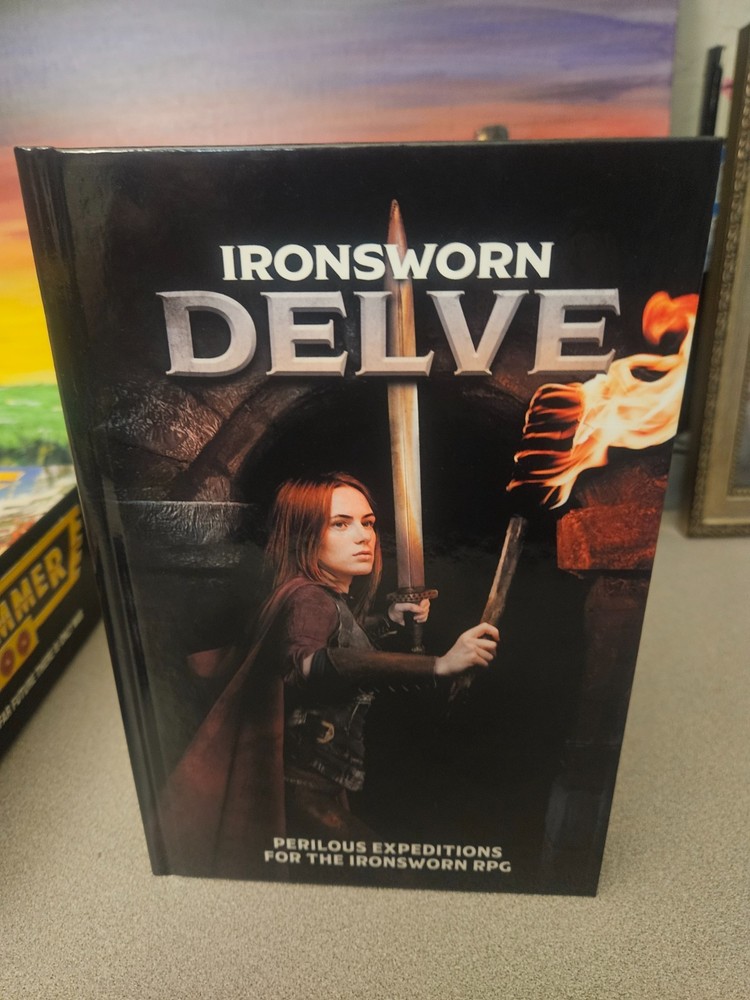 IRONSWORN
DELVE
PERILOUS EXPEDITIONS
FOR THE IRONSWORN RPG